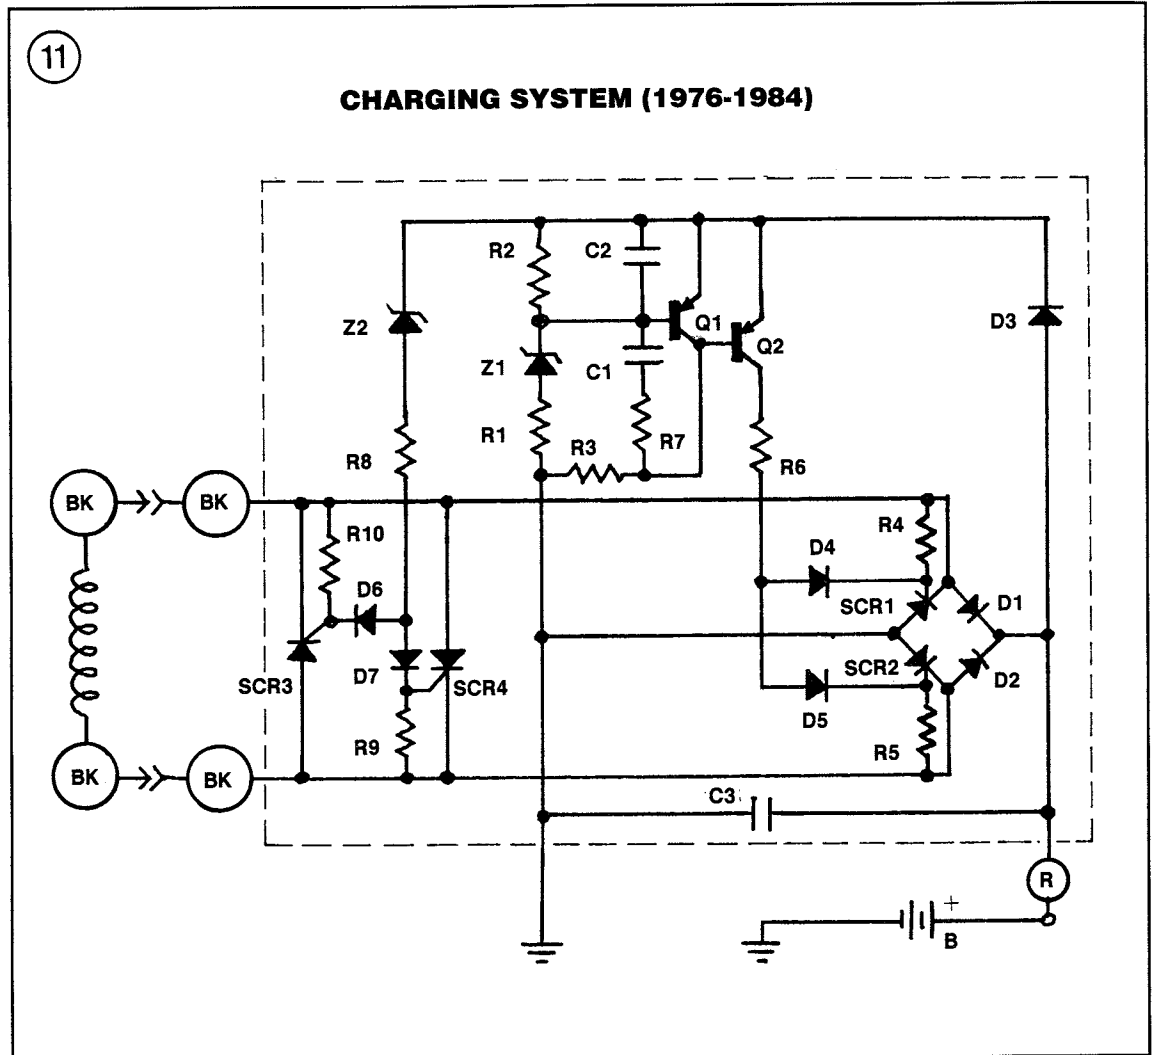 11
CHARGING SYSTEM (1976-1984)
R2
C2
Z2
Q1
D3
Q2
Z1
C1
R1
R3
R7
R8
R6
BK
BK
R10
R4
D4
D6
SCR1
D1
D7
SCR3
SCR4
SCR2
D2
D5
R9
R5
BK
BK
C3
R
+
B